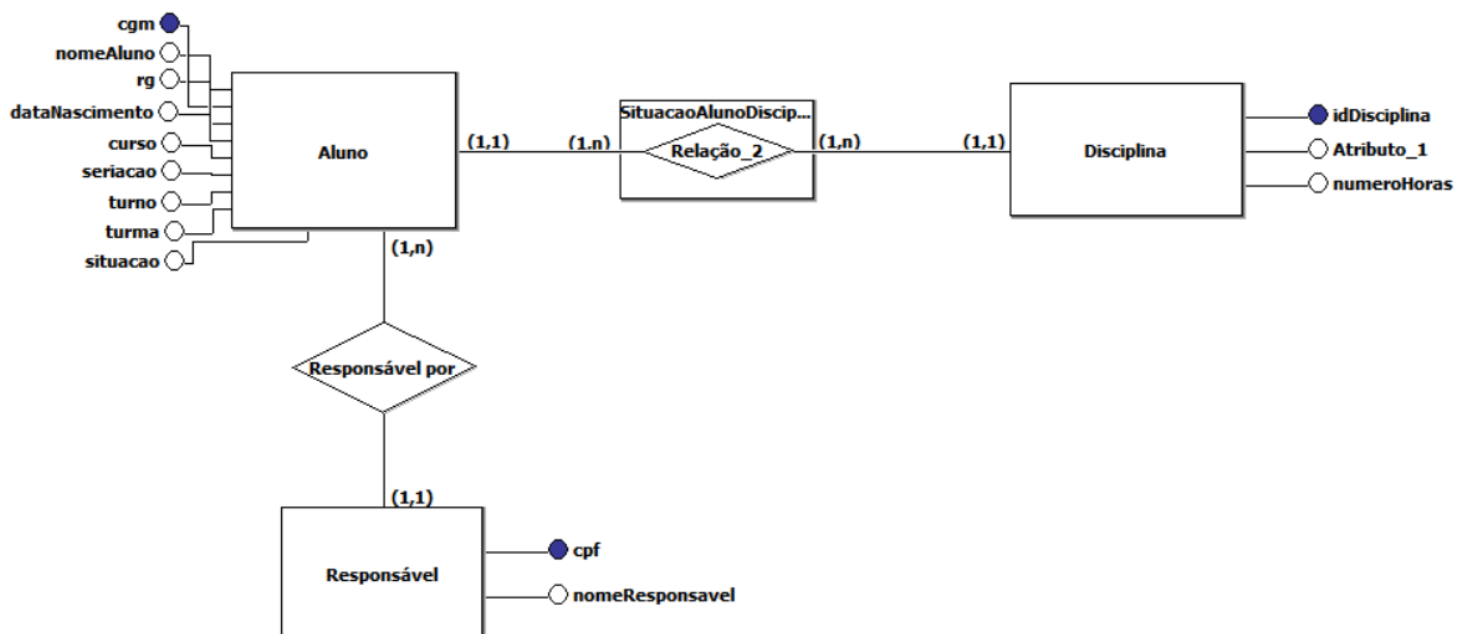 cgm
nomeAluno
rg
dataNascimento
curso
seriacao
turno
turma
situacao
Aluno
(1,1)
(1,n)
SituacaoAlunoDiscip...
Relação_2
(1,n)
(1,1)
Disciplina
idDisciplina
Atributo_1
numeroHoras
(1,n)
Responsável por
(1,1)
Responsável
cpf
nomeResponsavel